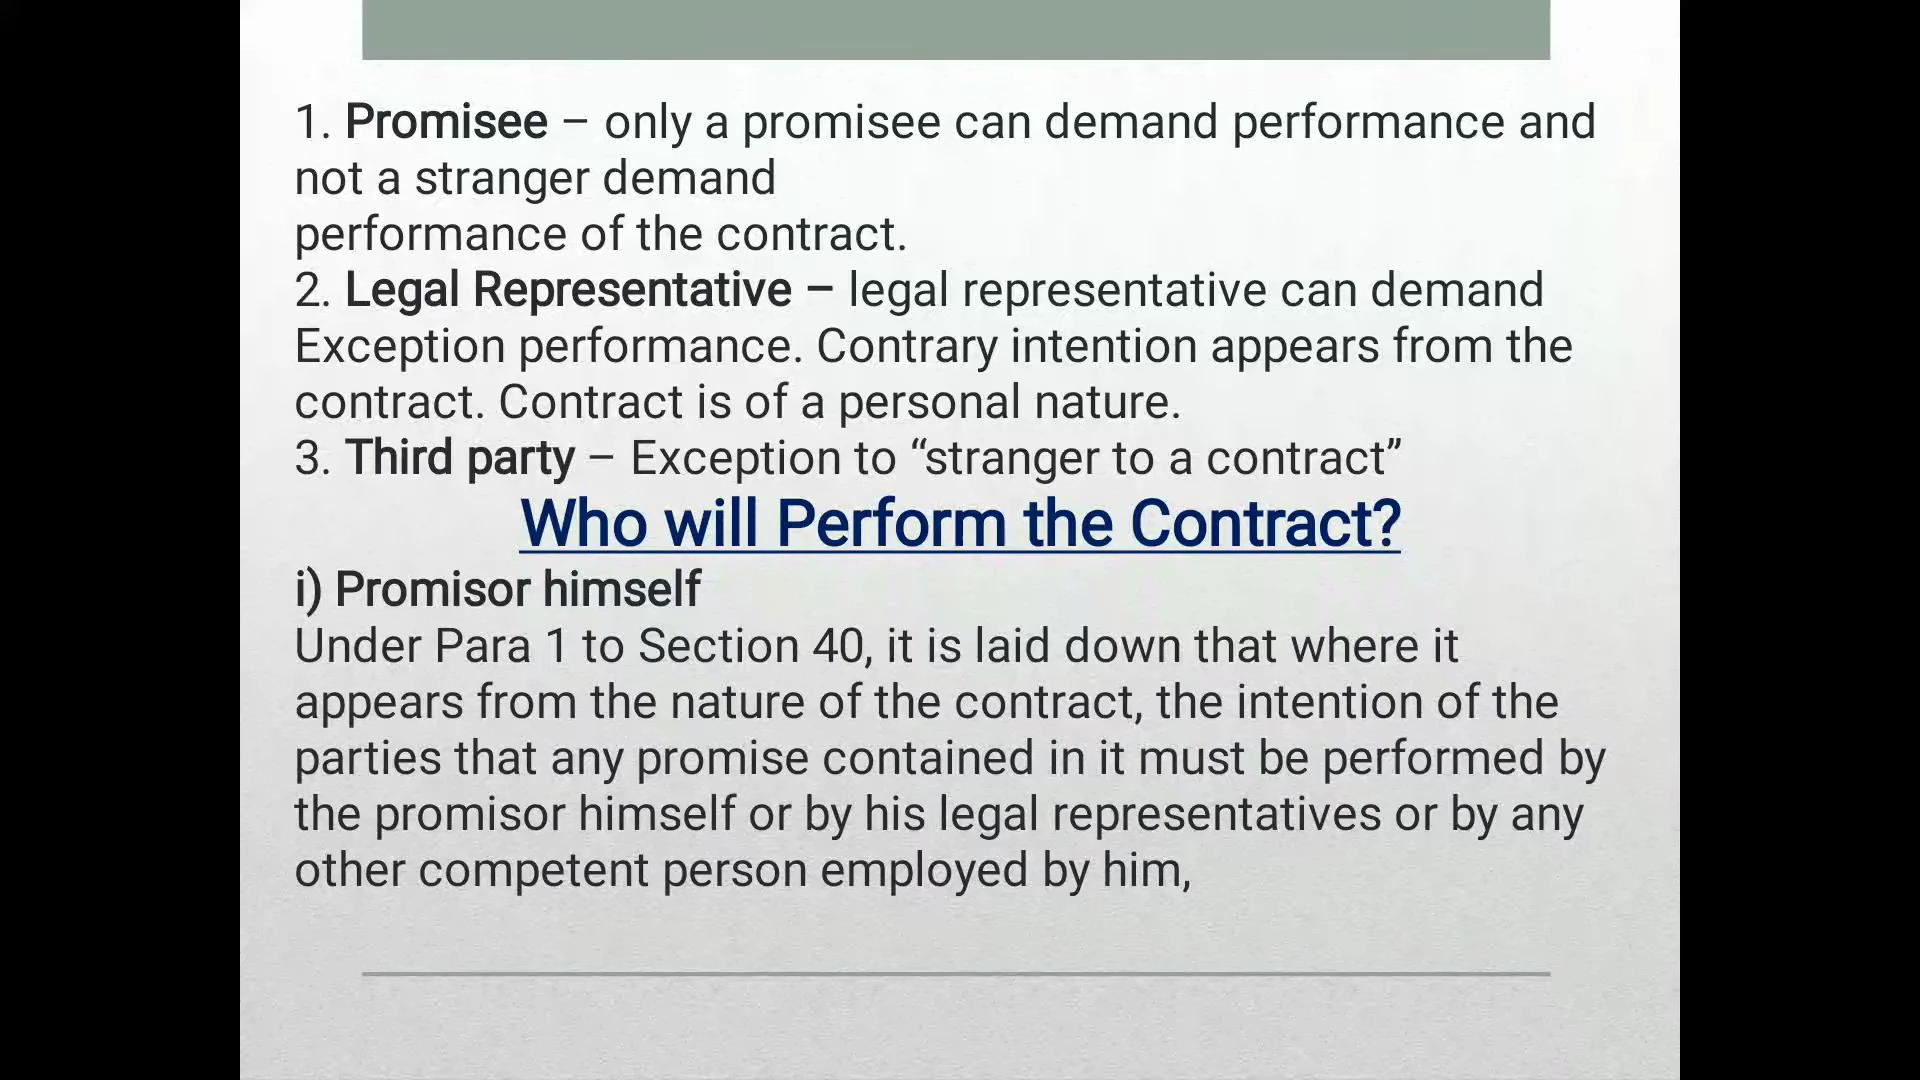 1. Promisee – only a promisee can demand performance and
not a stranger demand
performance of the contract.
2. Legal Representative – legal representative can demand
Exception performance. Contrary intention appears from the
contract. Contract is of a personal nature.
3. Third party – Exception to “stranger to a contract”
Who will Perform the Contract?
i) Promisor himself
Under Para 1 to Section 40, it is laid down that where it
appears from the nature of the contract, the intention of the
parties that any promise contained in it must be performed by
the promisor himself or by his legal representatives or by any
other competent person employed by him,